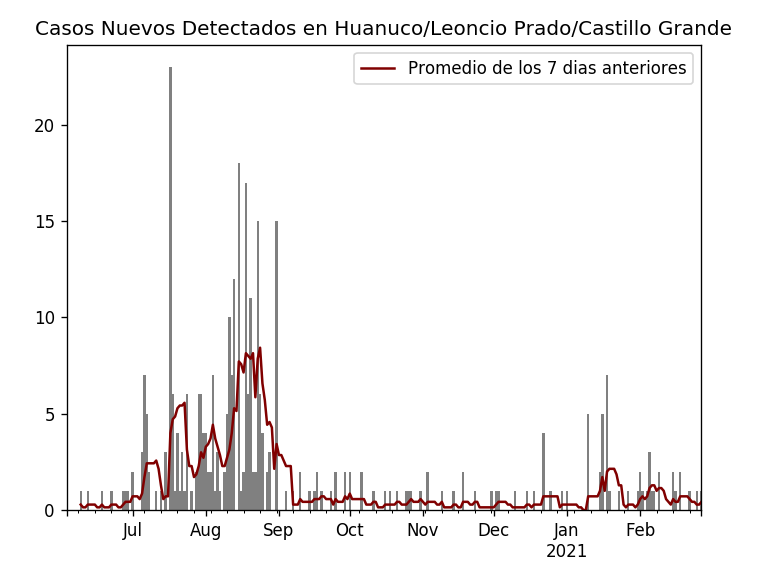 Casos Nuevos Detectados en Huanuco/Leoncio Prado/Castillo Grande
Promedio de los 7 dias anteriores
20
15
10
5
0
Jul Aug Sep Oct Nov Dec Jan Feb
2021